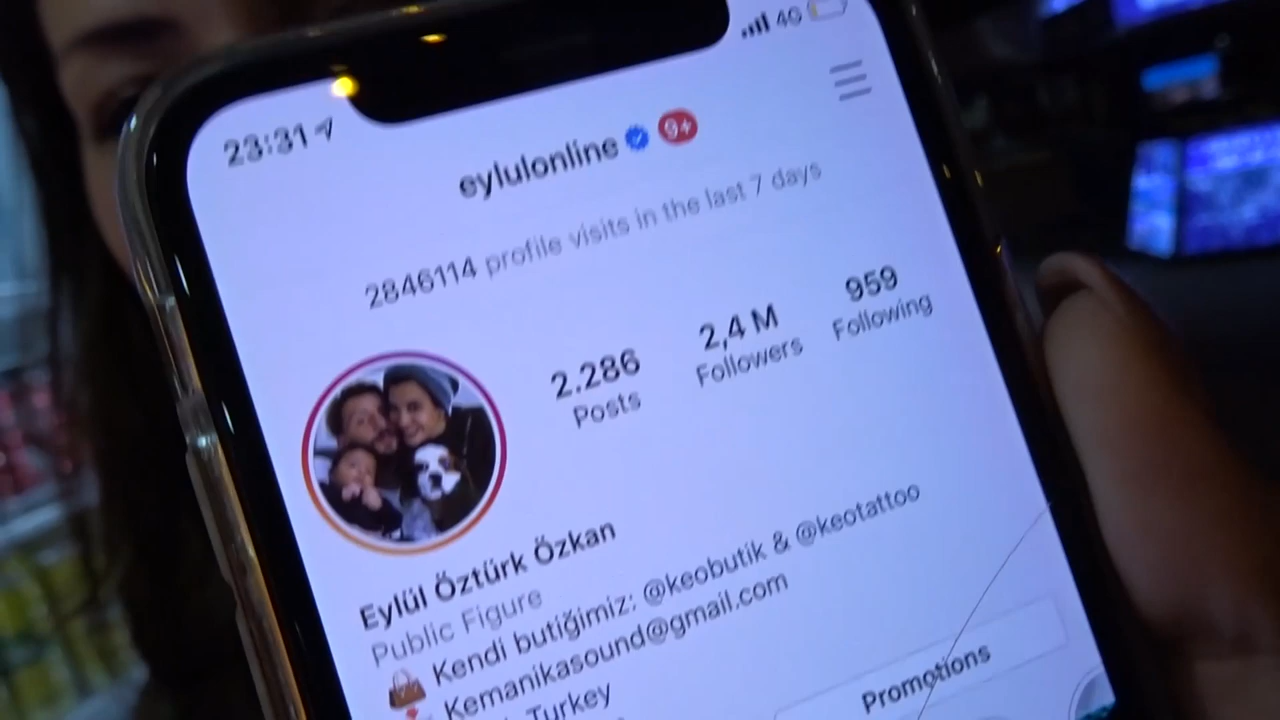 23:31
4G
eylulonline 9+
2846114 profile visits in the last 7 days
2.286 Posts
2,4 M Followers
959 Following
Eylül Öztürk Özkan
Public Figure
Kendi butiğimiz: @keobutik & @keotattoo
Kemanikasound@gmail.com
Turkey
Promotions